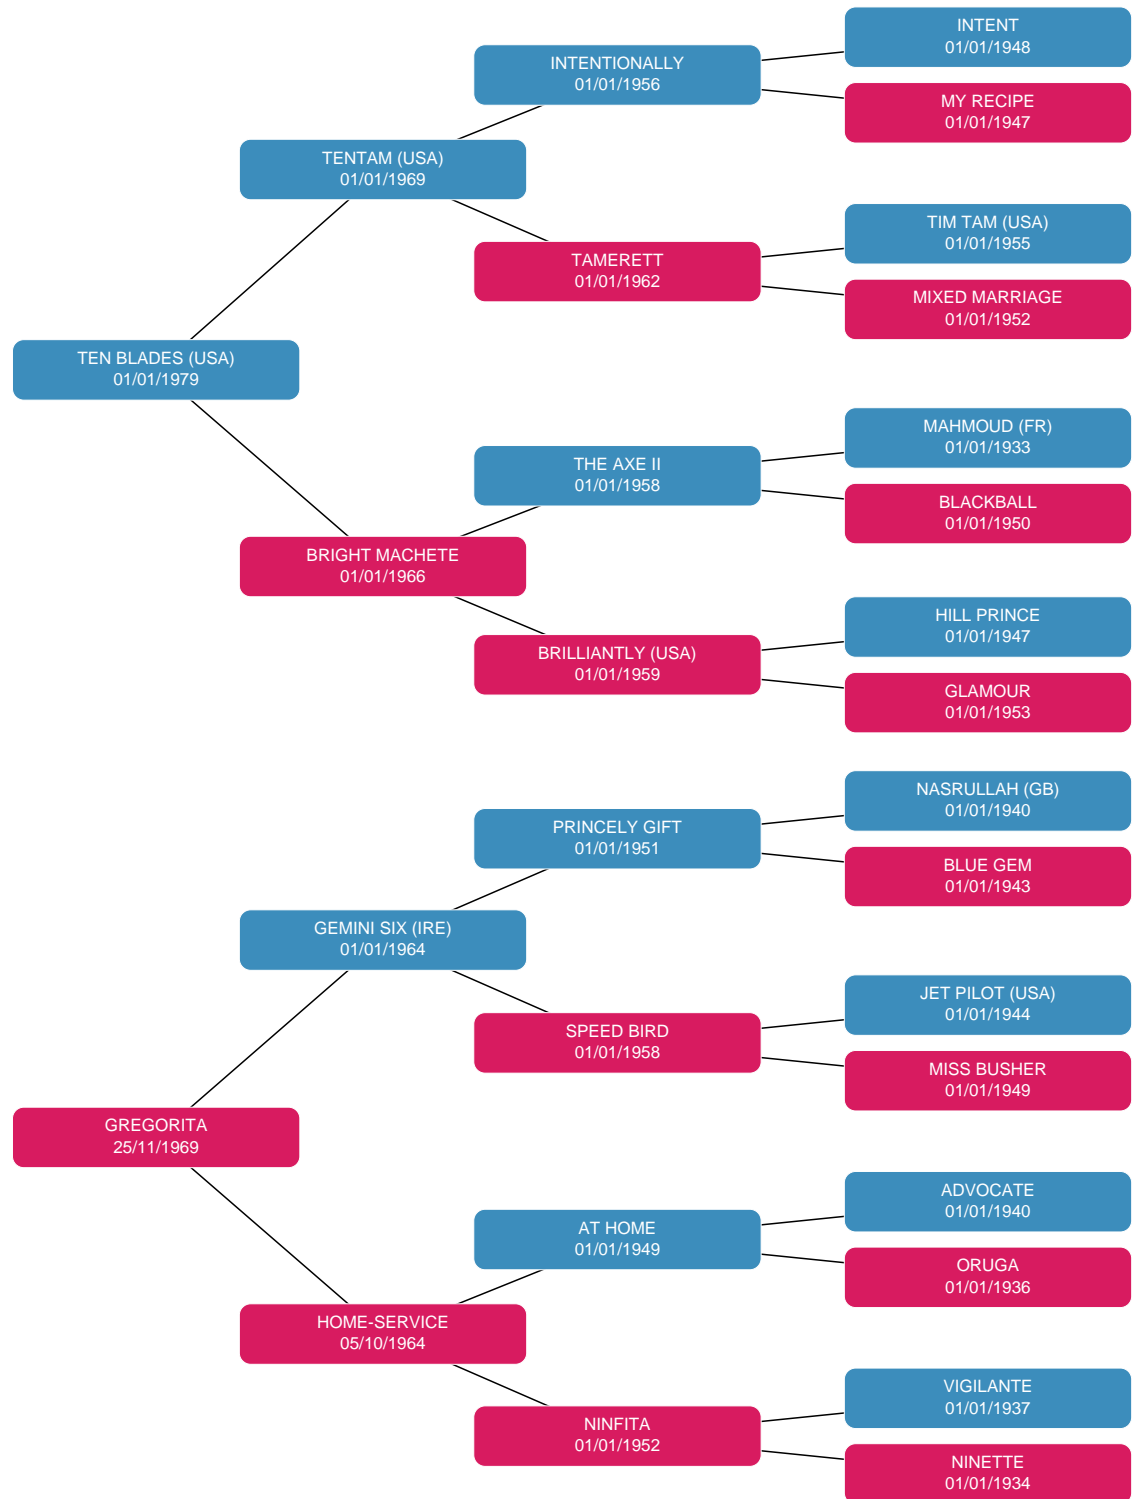 INTENT
01/01/1948
INTENTIONALLY
01/01/1956
MY RECIPE
01/01/1947
TENTAM (USA)
01/01/1969
TIM TAM (USA)
01/01/1955
TAMERETT
01/01/1962
MIXED MARRIAGE
01/01/1952
TEN BLADES (USA)
01/01/1979
MAHMOUD (FR)
01/01/1933
THE AXE II
01/01/1958
BLACKBALL
01/01/1950
BRIGHT MACHETE
01/01/1966
HILL PRINCE
01/01/1947
BRILLIANTLY (USA)
01/01/1959
GLAMOUR
01/01/1953
NASRULLAH (GB)
01/01/1940
PRINCELY GIFT
01/01/1951
BLUE GEM
01/01/1943
GEMINI SIX (IRE)
01/01/1964
JET PILOT (USA)
01/01/1944
SPEED BIRD
01/01/1958
MISS BUSHER
01/01/1949
GREGORITA
25/11/1969
ADVOCATE
01/01/1940
AT HOME
01/01/1949
ORUGA
01/01/1936
HOME-SERVICE
05/10/1964
VIGILANTE
01/01/1937
NINFITA
01/01/1952
NINETTE
01/01/1934